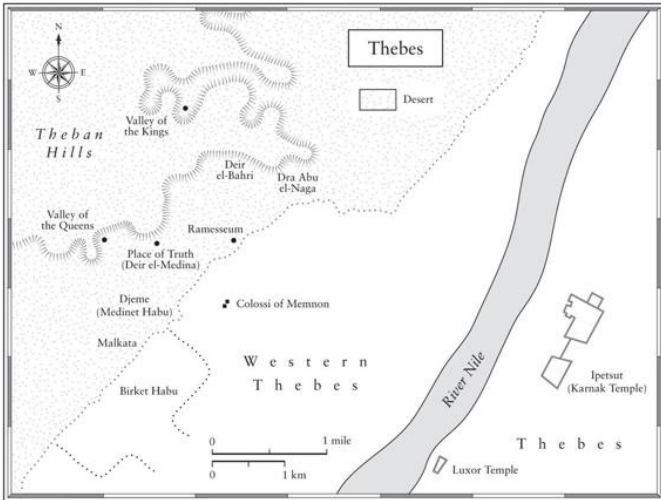 Thebes
Desert
N
W
E
S
Theban
Hills
Valley of
the Kings
Deir
el-Bahri
Dra Abu
el-Naga
Valley of
the Queens
Ramesseum
Place of Truth
(Deir el-Medina)
Djeme
(Medinet Habu)
Colossi of Memnon
Malkata
Birket Habu
Western
Thebes
River Nile
Ipetsut
(Karnak Temple)
Thebes
Luxor Temple
0
1 mile
0
1 km